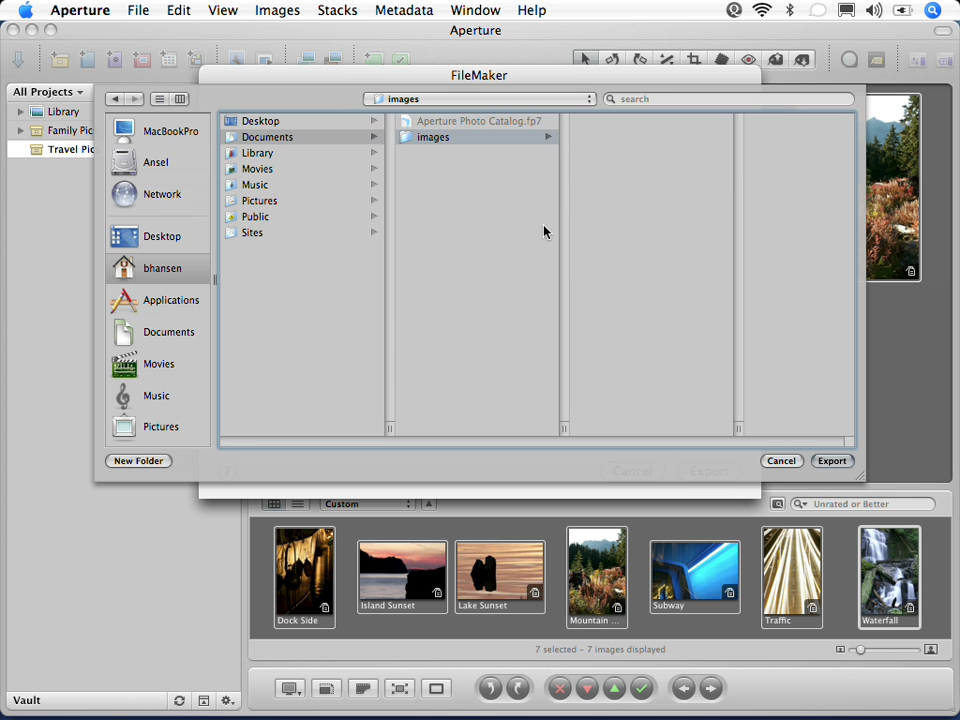 Aperture File Edit View Images Stacks Metadata Window Help
Aperture
FileMaker
All Projects
Library
Family Pic
Travel Pic
images
search
MacBookPro
Ansel
Network
Desktop
bhansen
Applications
Documents
Movies
Music
Pictures
Desktop
Documents
Library
Movies
Music
Pictures
Public
Sites
Aperture Photo Catalog.fp7
images
New Folder
Cancel
Export
Cancel
Export
Custom
Unrated or Better
Dock Side
Island Sunset
Lake Sunset
Mountain ...
Subway
Traffic
Waterfall
7 selected – 7 images displayed
Vault